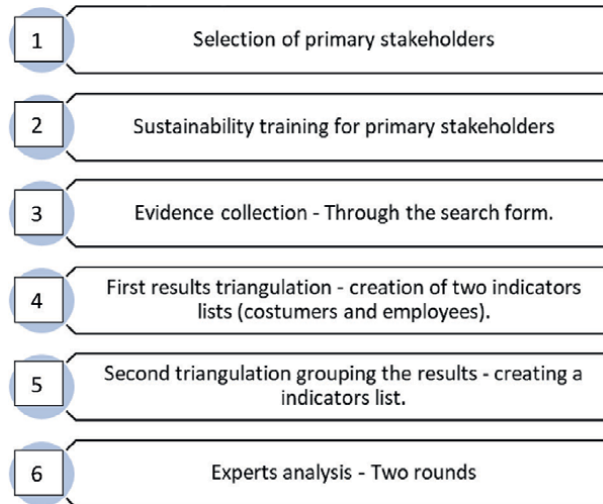 1
Selection of primary stakeholders
2
Sustainability training for primary stakeholders
3
Evidence collection - Through the search form.
4
First results triangulation - creation of two indicators
lists (costumers and employees).
5
Second triangulation grouping the results - creating a
indicators list.
6
Experts analysis - Two rounds